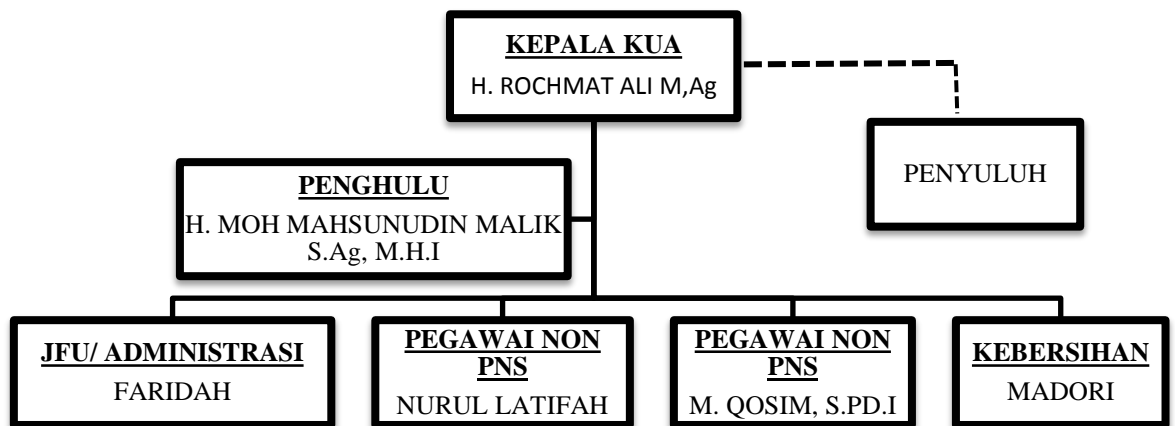 KEPALA KUA
H. ROCHMAT ALI M,Ag
PENYULUH
PENGHULU
H. MOH MAHSUNUDIN MALIK
S.Ag, M.H.I
JFU/ ADMINISTRASI
FARIDAH
PEGAWAI NON
PNS
NURUL LATIFAH
PEGAWAI NON
PNS
M. QOSIM, S.PD.I
KEBERSIHAN
MADORI